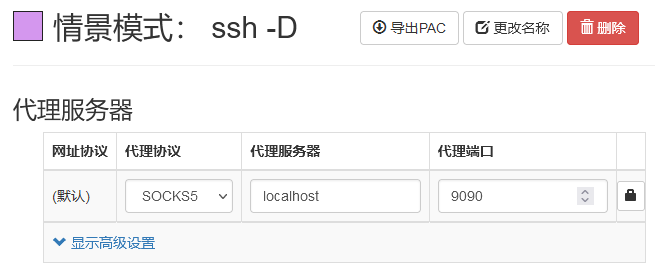 情景模式： ssh -D
导出PAC 更改名称 删除
代理服务器
网址协议 代理协议 代理服务器 代理端口
(默认) SOCKS5 localhost 9090
显示高级设置